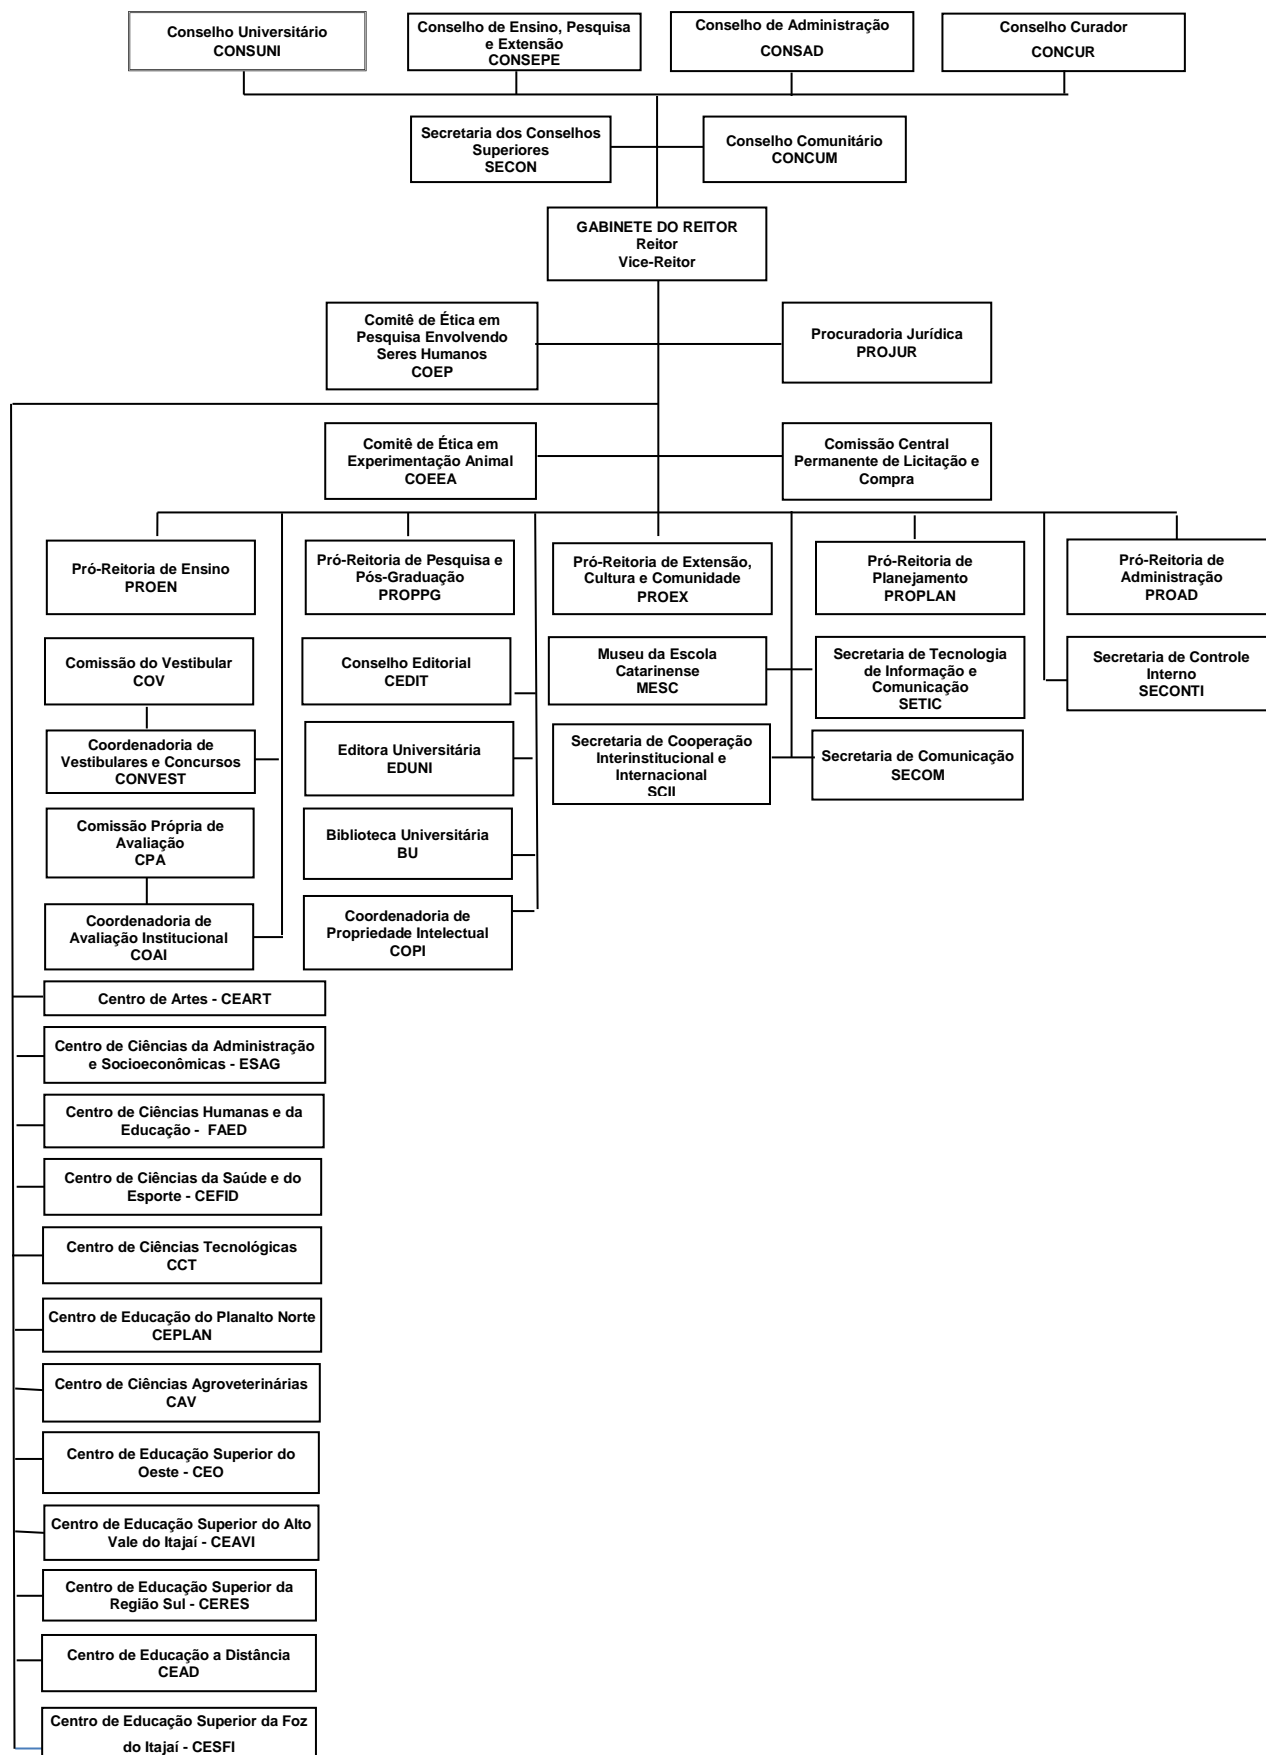 Conselho Universitário
CONSUNI
Conselho de Ensino, Pesquisa
e Extensão
CONSEPE
Conselho de Administração
CONSAD
Conselho Curador
CONCUR
Secretaria dos Conselhos
Superiores
SECON
Conselho Comunitário
CONCUM
GABINETE DO REITOR
Reitor
Vice-Reitor
Comitê de Ética em
Pesquisa Envolvendo
Seres Humanos
COEP
Procuradoria Jurídica
PROJUR
Comitê de Ética em
Experimentação Animal
COEEA
Comissão Central
Permanente de Licitação e
Compra
Pró-Reitoria de Ensino
PROEN
Pró-Reitoria de Pesquisa e
Pós-Graduação
PROPPG
Pró-Reitoria de Extensão,
Cultura e Comunidade
PROEX
Pró-Reitoria de
Planejamento
PROPLAN
Pró-Reitoria de
Administração
PROAD
Comissão do Vestibular
COV
Conselho Editorial
CEDIT
Museu da Escola
Catarinense
MESC
Secretaria de Tecnologia
de Informação e
Comunicação
SETIC
Secretaria de Controle
Interno
SECONTI
Coordenadoria de
Vestibulares e Concursos
CONVEST
Editora Universitária
EDUNI
Secretaria de Cooperação
Interinstitucional e
Internacional
SCII
Secretaria de Comunicação
SECOM
Comissão Própria de
Avaliação
CPA
Biblioteca Universitária
BU
Coordenadoria de
Avaliação Institucional
COAI
Coordenadoria de
Propriedade Intelectual
COPI
Centro de Artes - CEART
Centro de Ciências da Administração
e Socioeconômicas - ESAG
Centro de Ciências Humanas e da
Educação - FAED
Centro de Ciências da Saúde e do
Esporte - CEFID
Centro de Ciências Tecnológicas
CCT
Centro de Educação do Planalto Norte
CEPLAN
Centro de Ciências Agroveterinárias
CAV
Centro de Educação Superior do
Oeste - CEO
Centro de Educação Superior do Alto
Vale do Itajaí - CEAVI
Centro de Educação Superior da
Região Sul - CERES
Centro de Educação a Distância
CEAD
Centro de Educação Superior da Foz
do Itajaí - CESFI